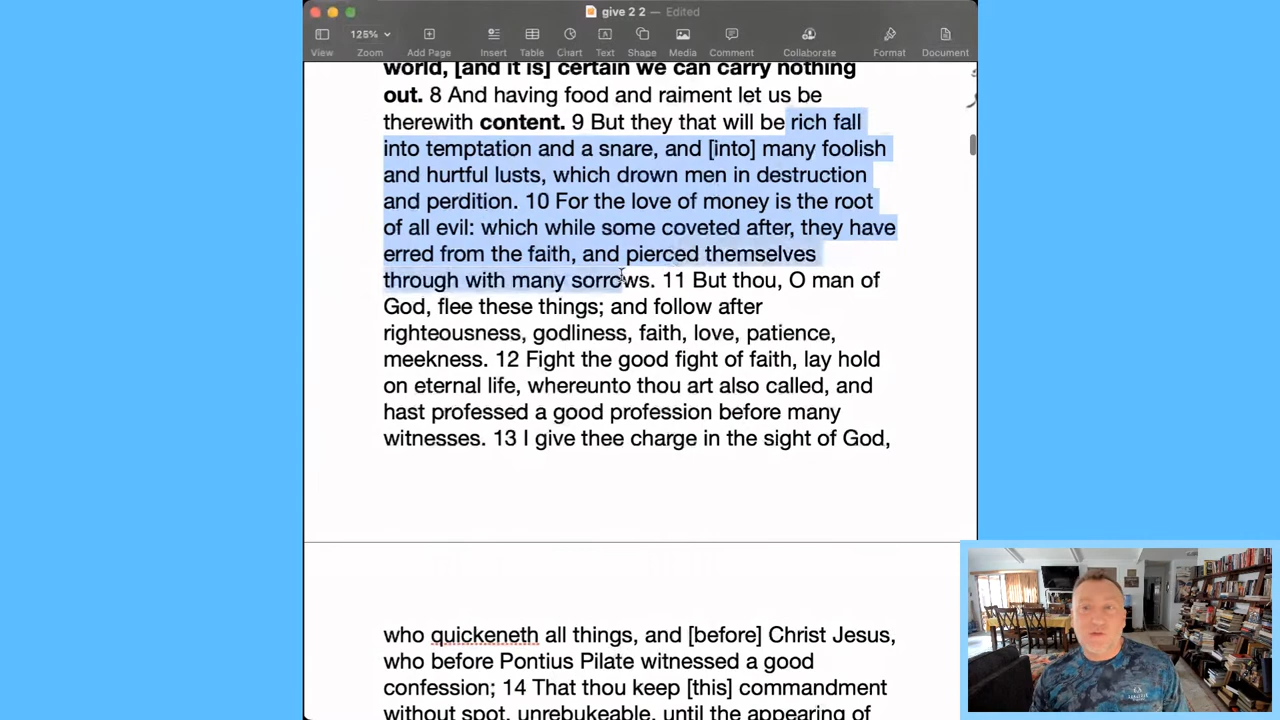 give 2 2 — Edited
125%
View Zoom Add Page Insert Table Chart Text Shape Media Comment Collaborate Format Document
world, [and it is] certain we can carry nothing
out. 8 And having food and raiment let us be
therewith content. 9 But they that will be rich fall
into temptation and a snare, and [into] many foolish
and hurtful lusts, which drown men in destruction
and perdition. 10 For the love of money is the root
of all evil: which while some coveted after, they have
erred from the faith, and pierced themselves
through with many sorrows. 11 But thou, O man of
God, flee these things; and follow after
righteousness, godliness, faith, love, patience,
meekness. 12 Fight the good fight of faith, lay hold
on eternal life, whereunto thou art also called, and
hast professed a good profession before many
witnesses. 13 I give thee charge in the sight of God,
who quickeneth all things, and [before] Christ Jesus,
who before Pontius Pilate witnessed a good
confession; 14 That thou keep [this] commandment
without spot, unrebukeable, until the appearing of